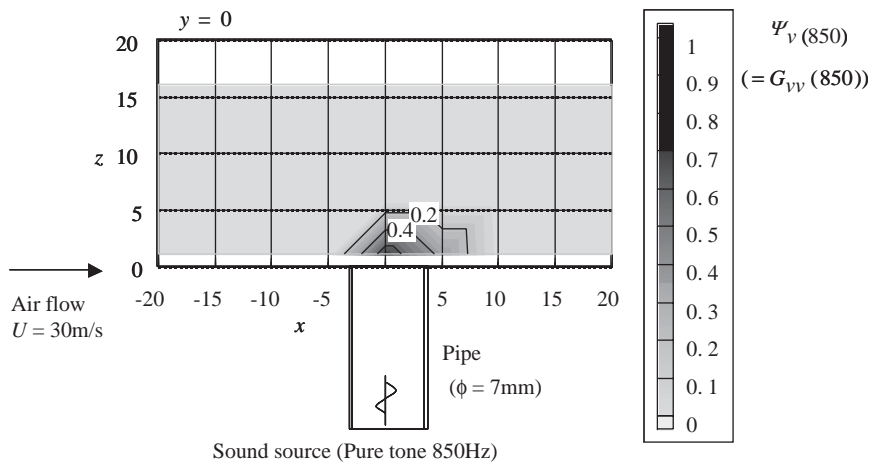 y = 0
20
15
z 10
5
0
0.2
0.4
-20 -15 -10 -5 0 5 10 15 20
x
Air flow
U = 30m/s
Pipe
(ϕ = 7mm)
Sound source (Pure tone 850Hz)
1
0. 9
0. 8
0. 7
0. 6
0. 5
0. 4
0. 3
0. 2
0. 1
0
Ψv (850)
(= Gvv (850))